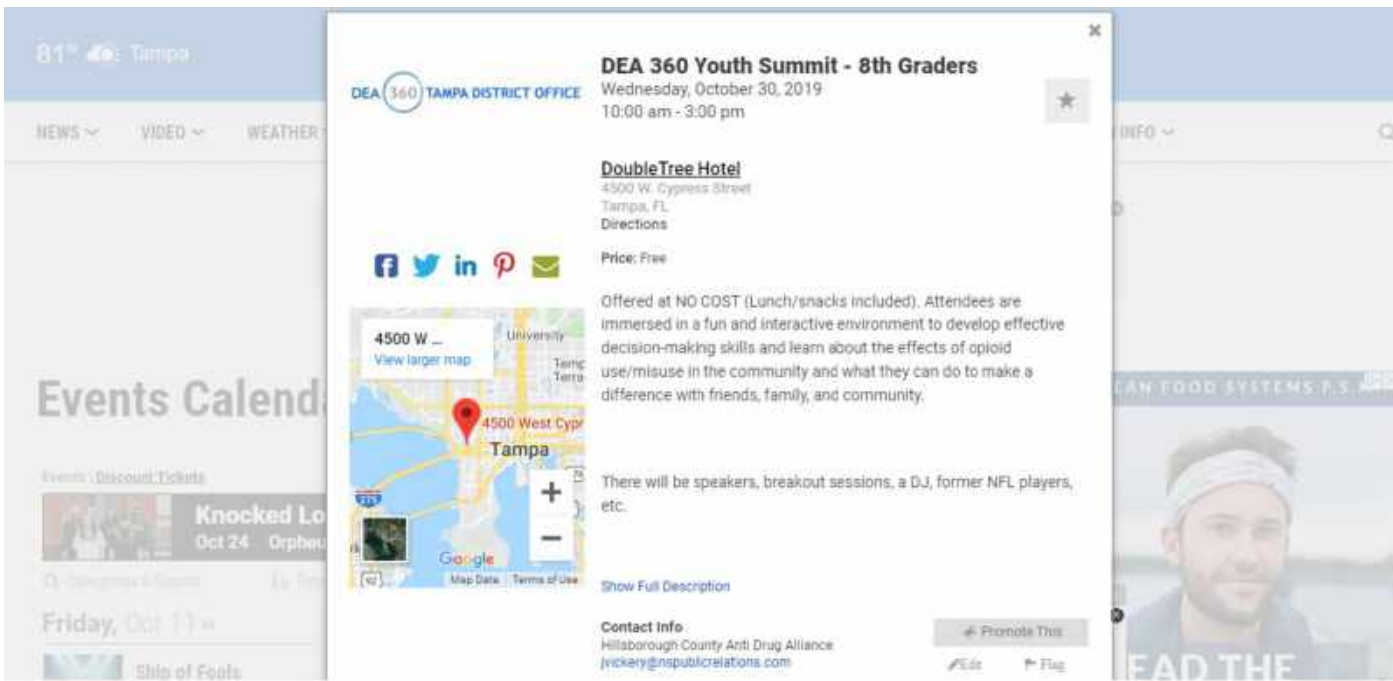 81° Tampa
NEWS
VIDEO
WEATHER
INFO
Events Calend
Events
Discount Tickets
Knocked Lo
Oct 24 Orpheu
Friday, Oct 11
Ship of Fools
DEA 360 TAMPA DISTRICT OFFICE
4500 W ...
View larger map
University
Temp
Terra
4500 West Cypr
Tampa
275
92
Google
Map Data
Terms of Use
+
−
×
DEA 360 Youth Summit - 8th Graders
Wednesday, October 30, 2019
10:00 am - 3:00 pm
DoubleTree Hotel
4500 W. Cypress Street
Tampa, FL
Directions
Price: Free
Offered at NO COST (Lunch/snacks included). Attendees are
immersed in a fun and interactive environment to develop effective
decision-making skills and learn about the effects of opioid
use/misuse in the community and what they can do to make a
difference with friends, family, and community.
There will be speakers, breakout sessions, a DJ, former NFL players,
etc.
Show Full Description
Contact Info
Hillsborough County Anti Drug Alliance
jvickery@nspublicrelations.com
Promote This
Edit
Flag
CAN FOOD SYSTEMS P.S.A.
EAD THE